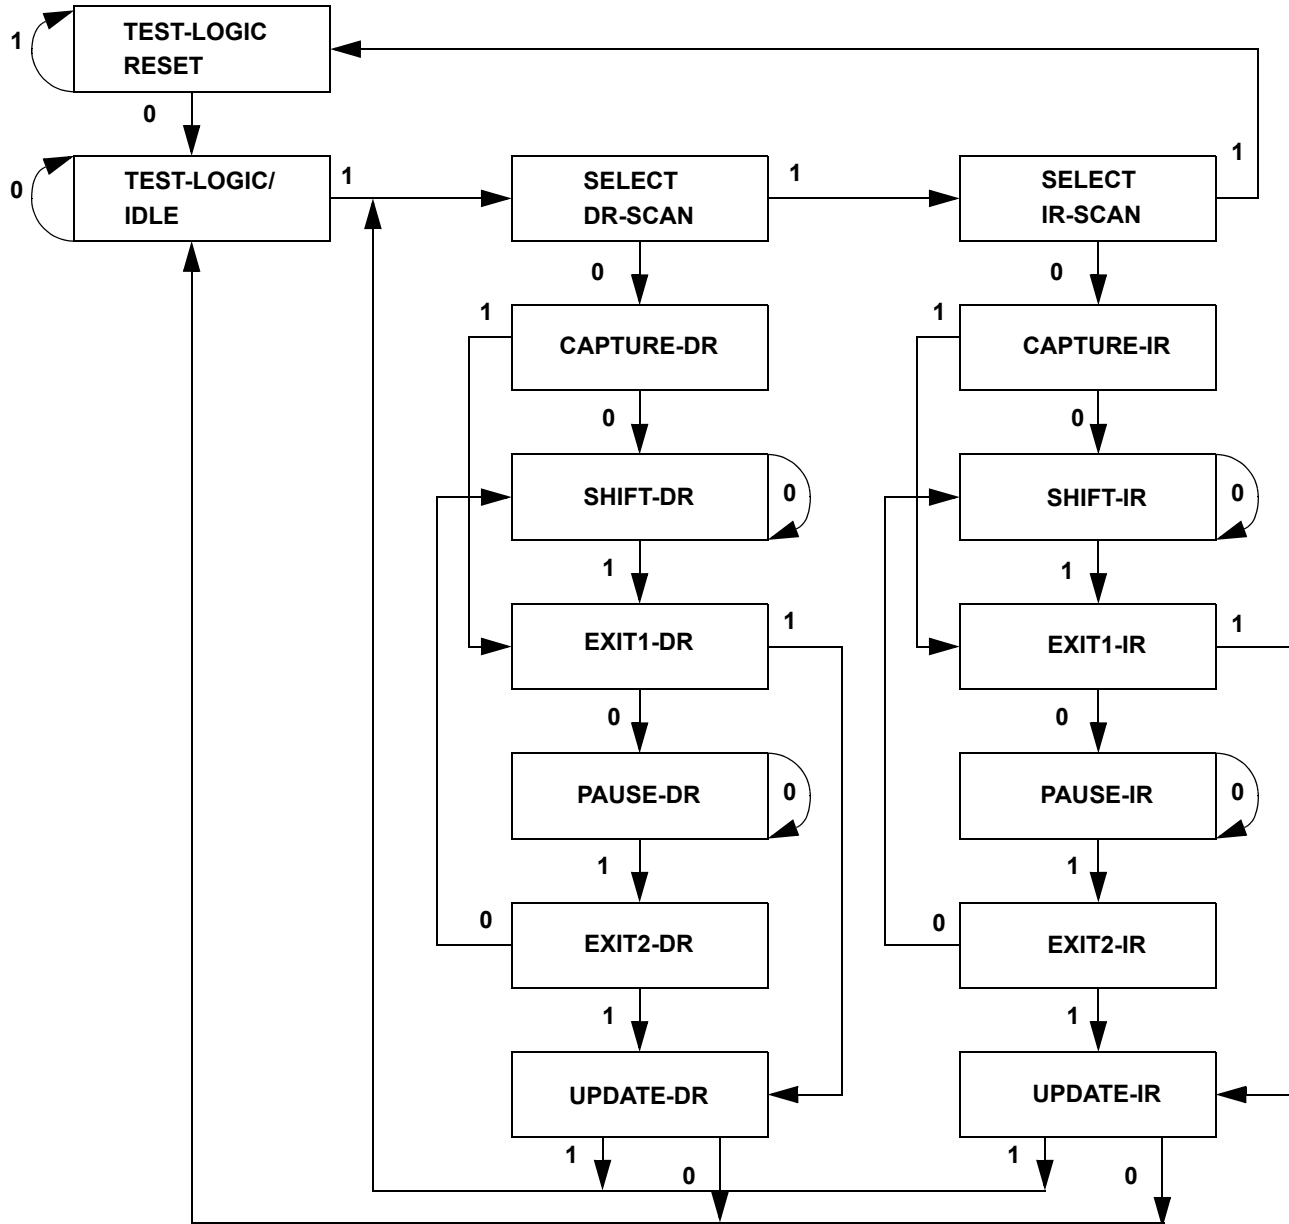 TEST-LOGIC
RESET
1
0
TEST-LOGIC/
IDLE
0
1
SELECT
DR-SCAN
1
SELECT
IR-SCAN
1
0
0
1
CAPTURE-DR
1
CAPTURE-IR
0
0
SHIFT-DR
0
SHIFT-IR
0
1
1
EXIT1-DR
1
EXIT1-IR
1
0
0
PAUSE-DR
0
PAUSE-IR
0
1
1
0
EXIT2-DR
0
EXIT2-IR
1
1
UPDATE-DR
UPDATE-IR
1
0
1
0